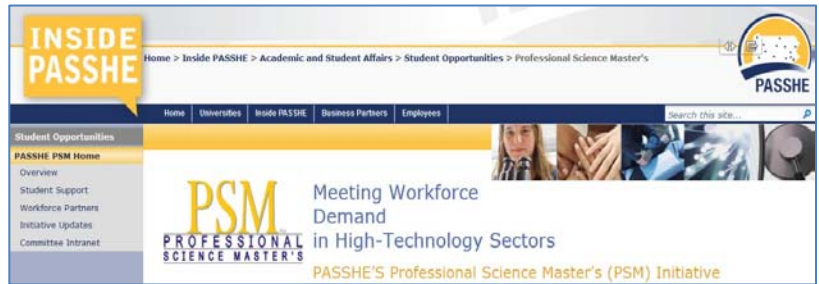 INSIDE
PASSHE
Home > Inside PASSHE > Academic and Student Affairs > Student Opportunities > Professional Science Master's
PASSHE
Home Universities Inside PASSHE Business Partners Employees
Search this site...
Student Opportunities
PASSHE PSM Home
Overview
Student Support
Workforce Partners
Initiative Updates
Committee Intranet
PSM
PROFESSIONAL
SCIENCE MASTER'S
Meeting Workforce
Demand
in High-Technology Sectors
PASSHE'S Professional Science Master's (PSM) Initiative